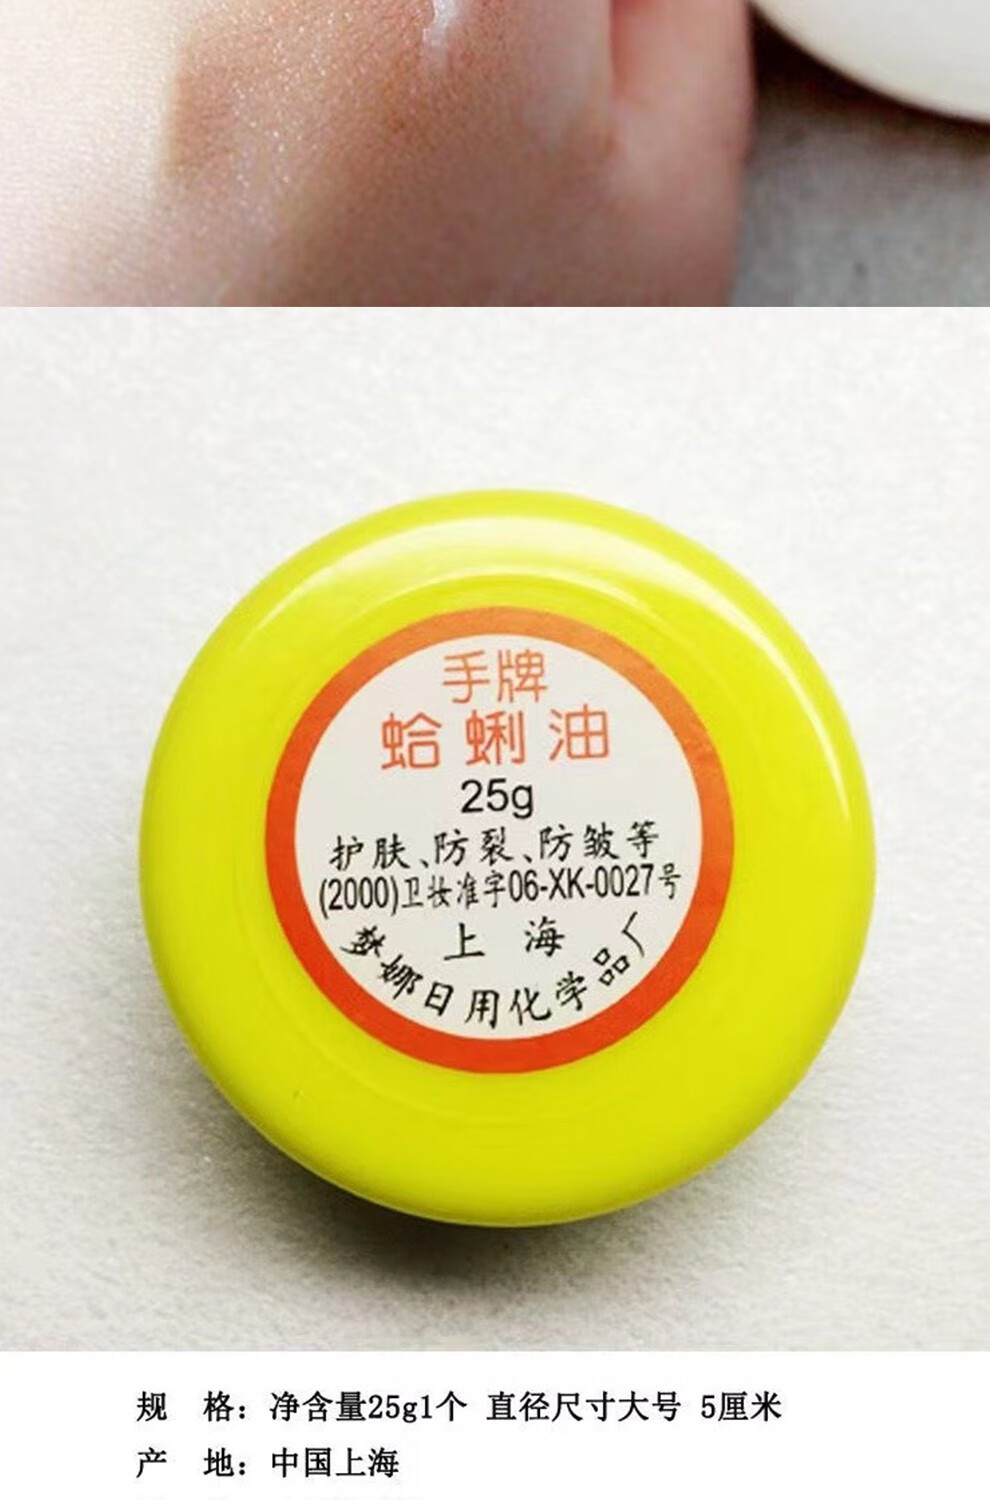 手牌
蛤蜊油
25g
护肤、防裂、防皱等
(2000)卫妆准字06-XK-0027号
上海
娜日用化学品厂
规 格：净含量25g1个 直径尺寸大号 5厘米
产 地：中国上海